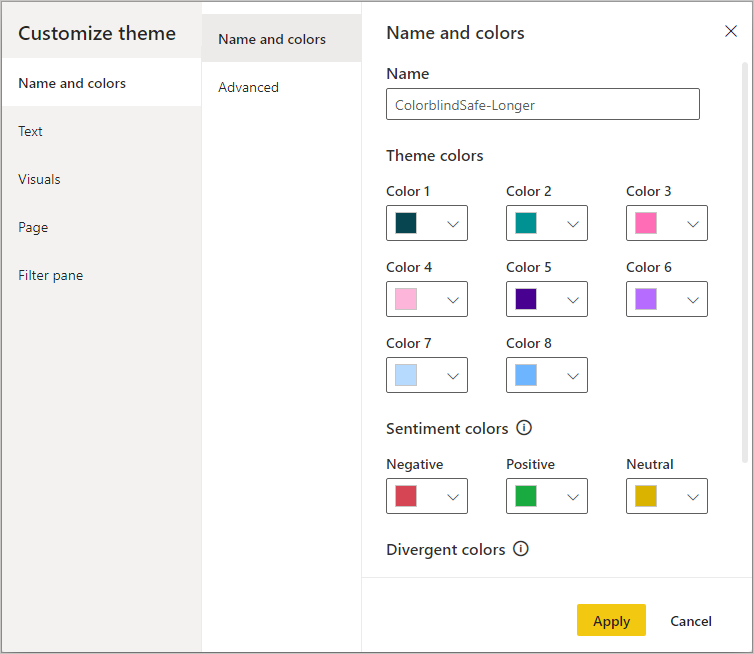 Customize theme
Name and colors
Text
Visuals
Page
Filter pane
Name and colors
Advanced
Name and colors
Name
ColorblindSafe-Longer
Theme colors
Color 1 Color 2 Color 3
Color 4 Color 5 Color 6
Color 7 Color 8
Sentiment colors
Negative Positive Neutral
Divergent colors
Apply Cancel